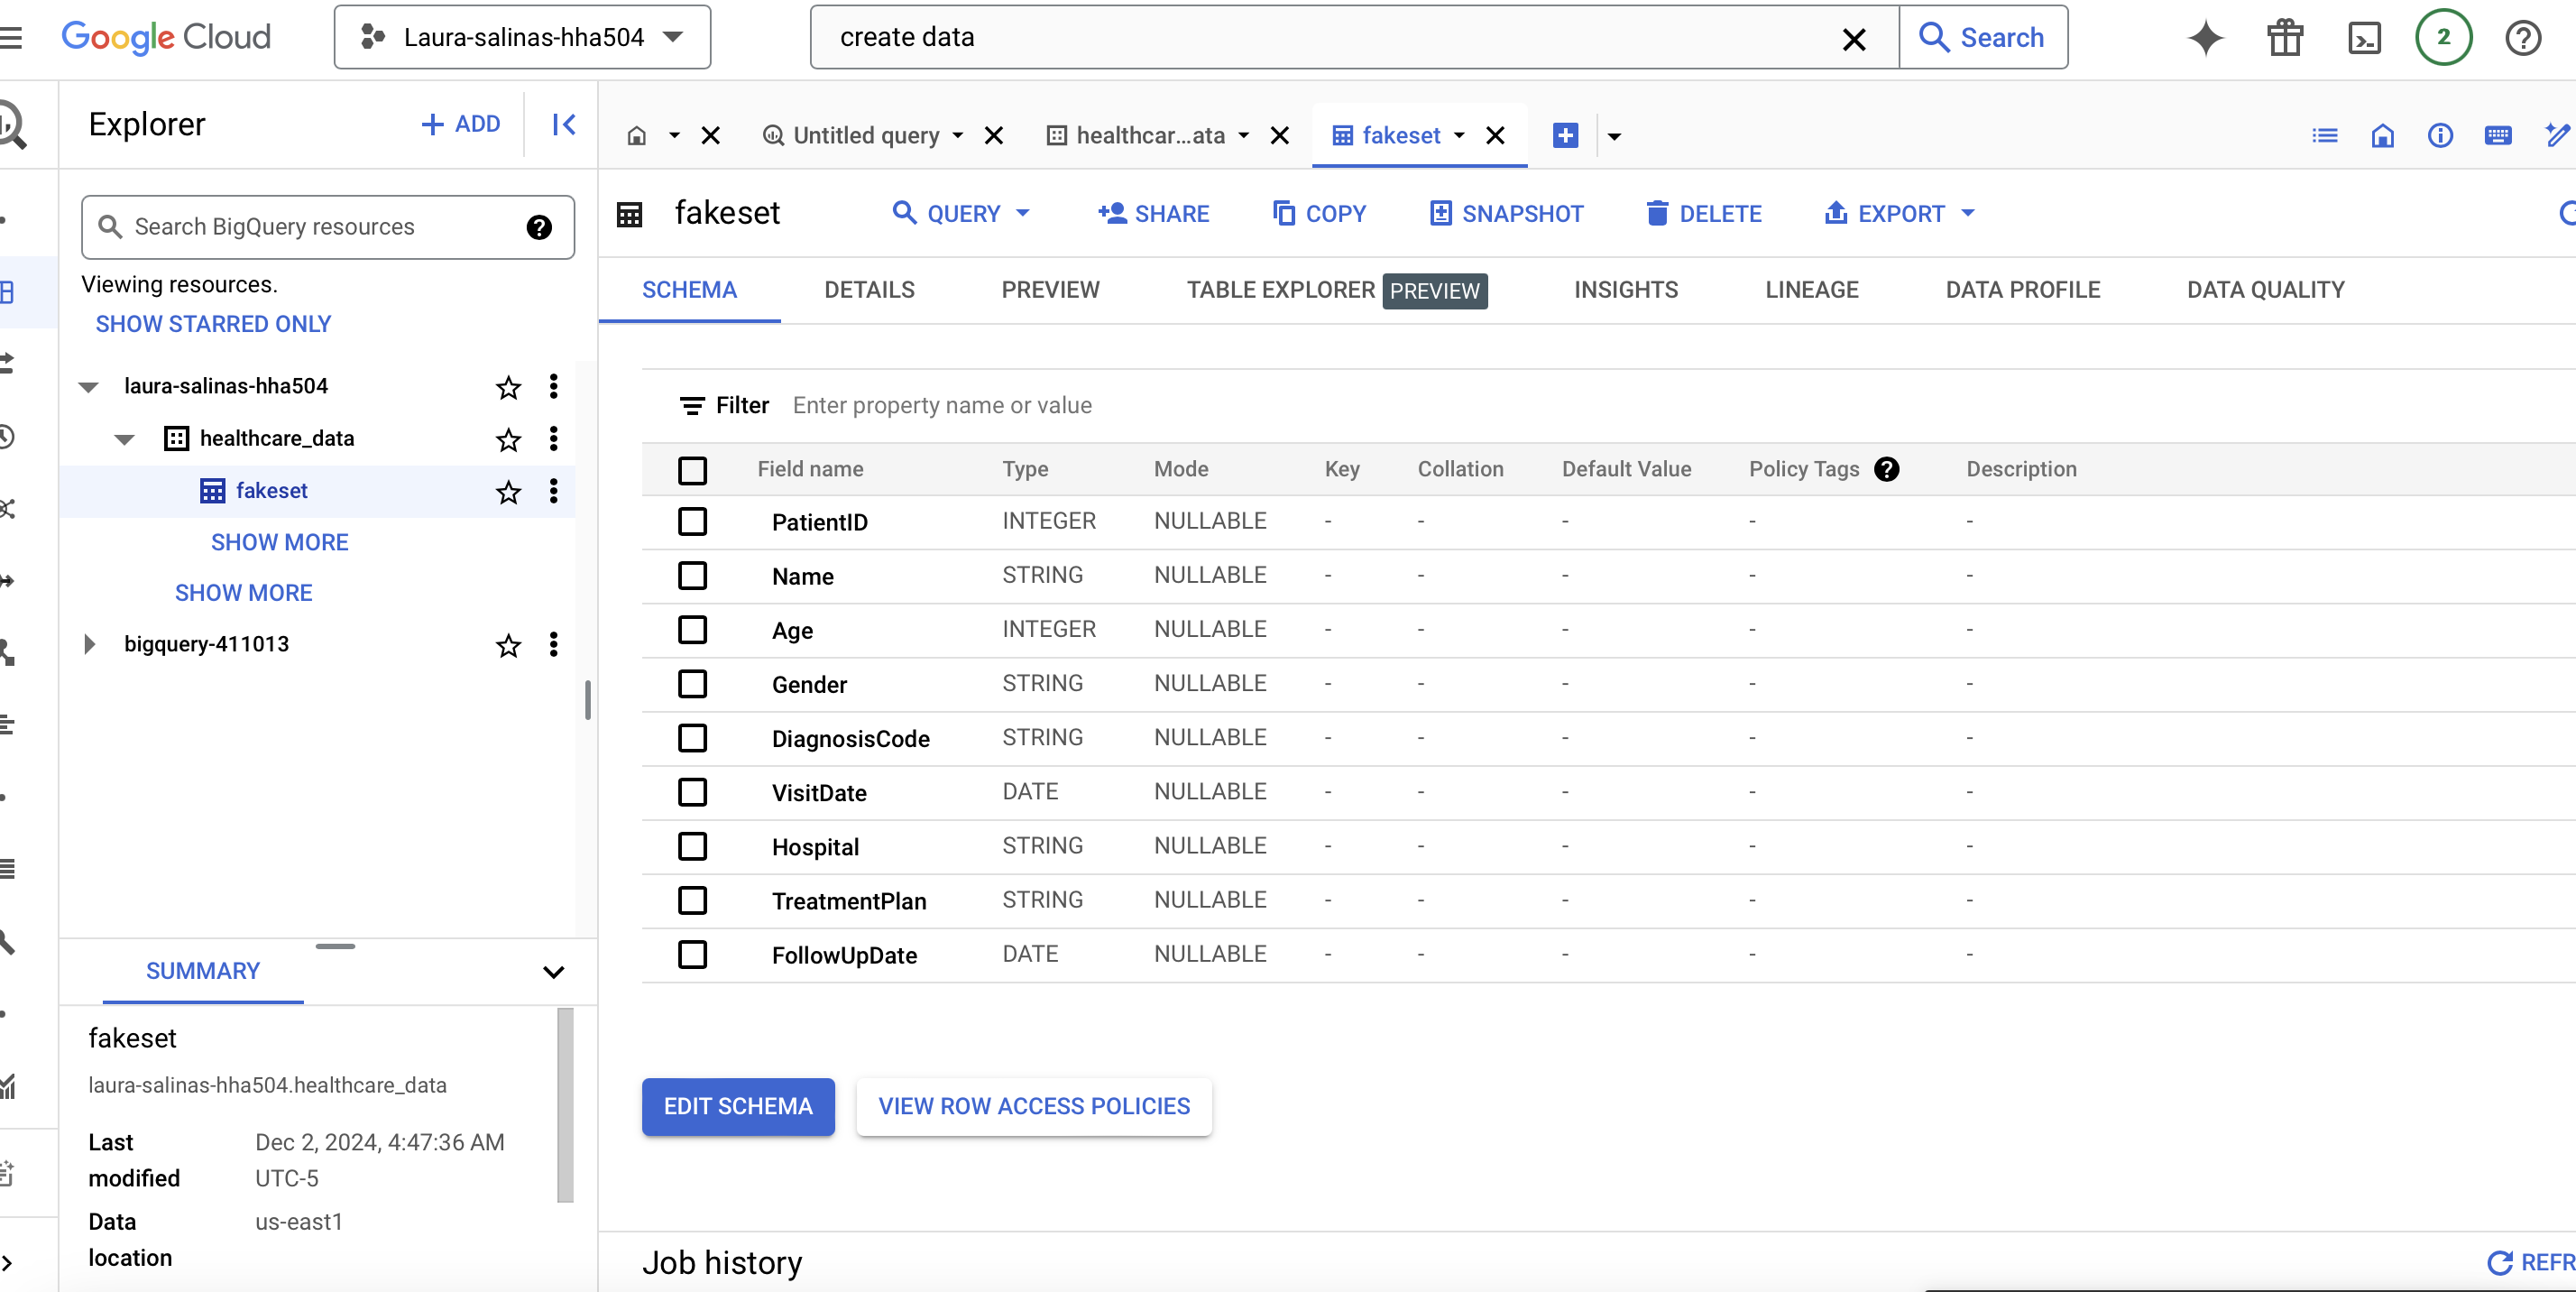 Google Cloud
Laura-salinas-hha504
create data
Search
2
Explorer
+ ADD
Untitled query
healthcar...ata
fakeset
Search BigQuery resources
Viewing resources.
SHOW STARRED ONLY
laura-salinas-hha504
healthcare_data
fakeset
SHOW MORE
SHOW MORE
bigquery-411013
SUMMARY
fakeset
laura-salinas-hha504.healthcare_data
Last modified Dec 2, 2024, 4:47:36 AM UTC-5
Data location us-east1
fakeset
QUERY SHARE COPY SNAPSHOT DELETE EXPORT
SCHEMA DETAILS PREVIEW TABLE EXPLORER PREVIEW INSIGHTS LINEAGE DATA PROFILE DATA QUALITY
Filter Enter property name or value
Field name Type Mode Key Collation Default Value Policy Tags Description
PatientID INTEGER NULLABLE - - - - -
Name STRING NULLABLE - - - - -
Age INTEGER NULLABLE - - - - -
Gender STRING NULLABLE - - - - -
DiagnosisCode STRING NULLABLE - - - - -
VisitDate DATE NULLABLE - - - - -
Hospital STRING NULLABLE - - - - -
TreatmentPlan STRING NULLABLE - - - - -
FollowUpDate DATE NULLABLE - - - - -
EDIT SCHEMA VIEW ROW ACCESS POLICIES
Job history
REFR